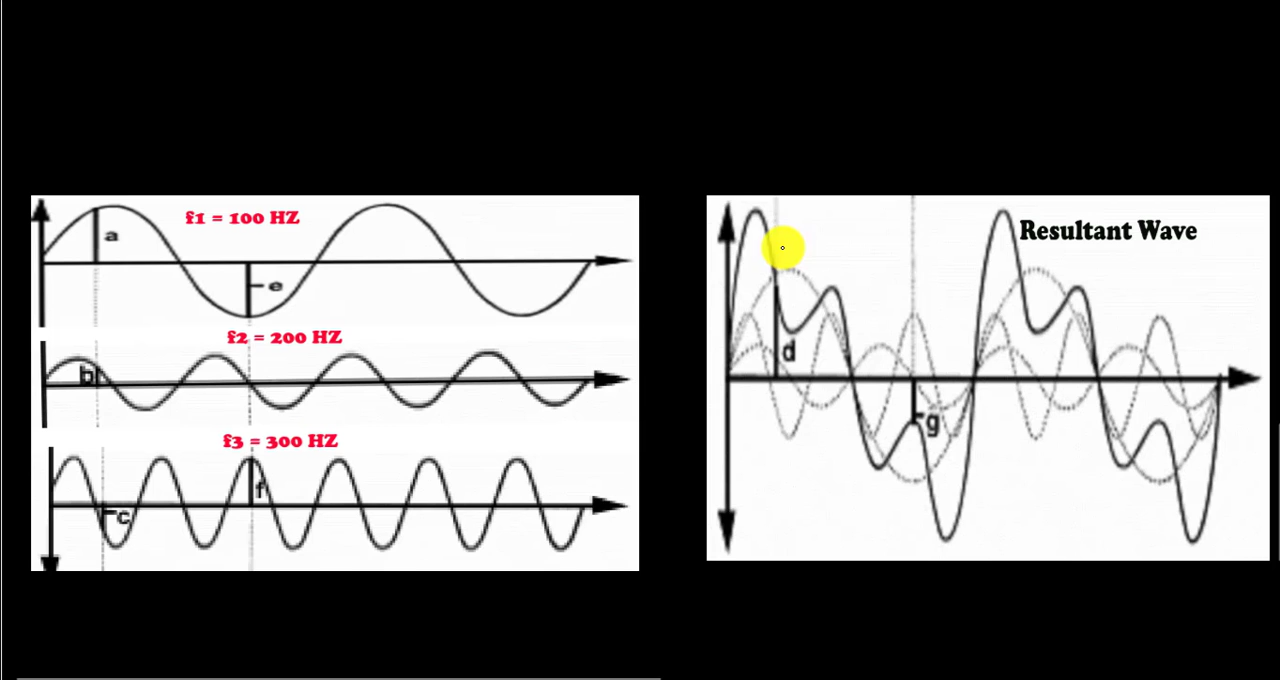 f1 = 100 HZ
a
e
f2 = 200 HZ
b
f3 = 300 HZ
f
c
Resultant Wave
d
g